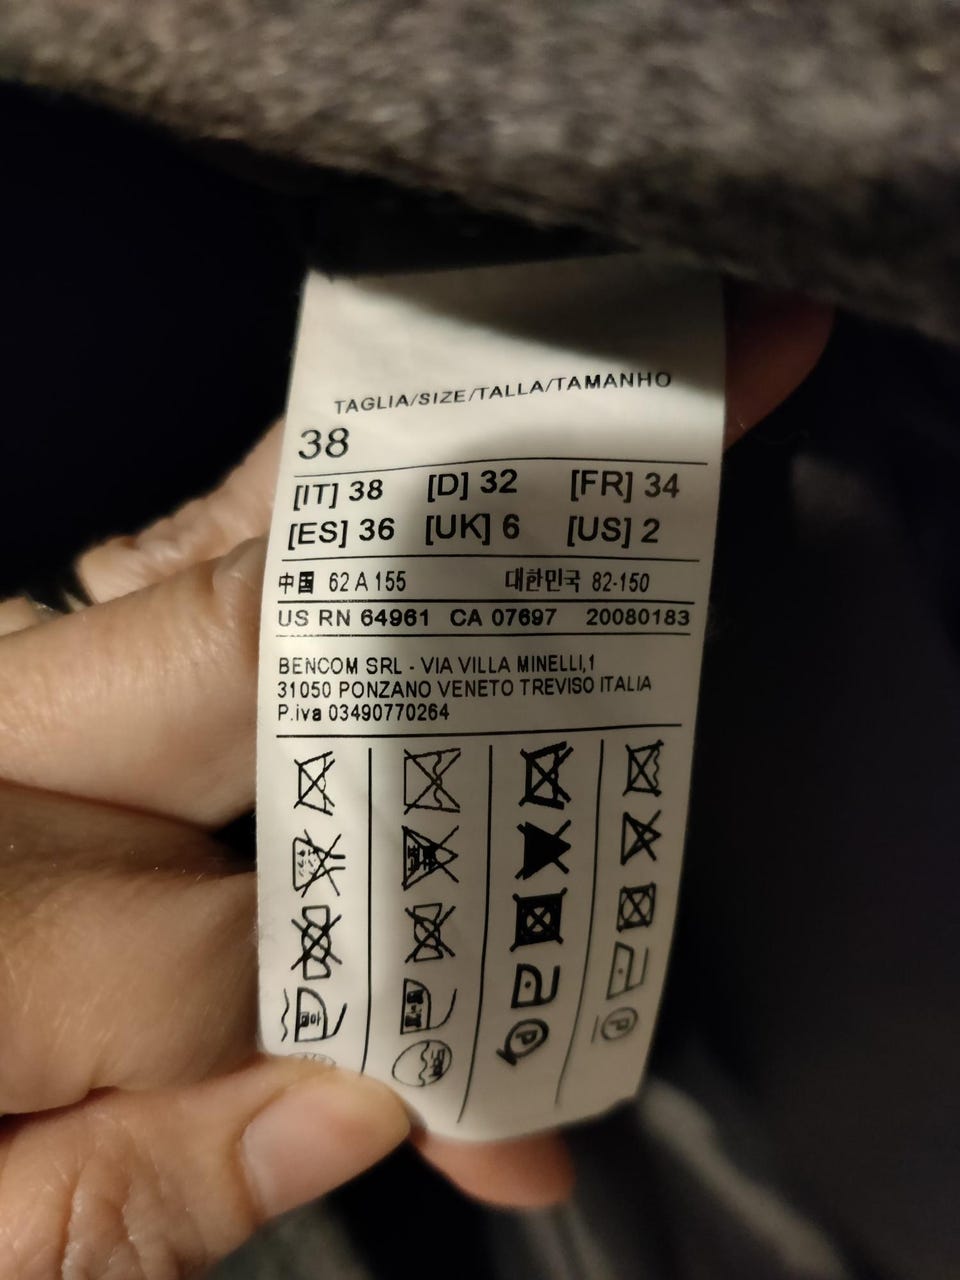 TAGLIA/SIZE/TALLA/TAMANHO
38
[IT] 38 [D] 32 [FR] 34
[ES] 36 [UK] 6 [US] 2
中国 62 A 155 대한민국 82-150
US RN 64961 CA 07697 20080183
BENCOM SRL - VIA VILLA MINELLI,1
31050 PONZANO VENETO TREVISO ITALIA
P.iva 03490770264
P P